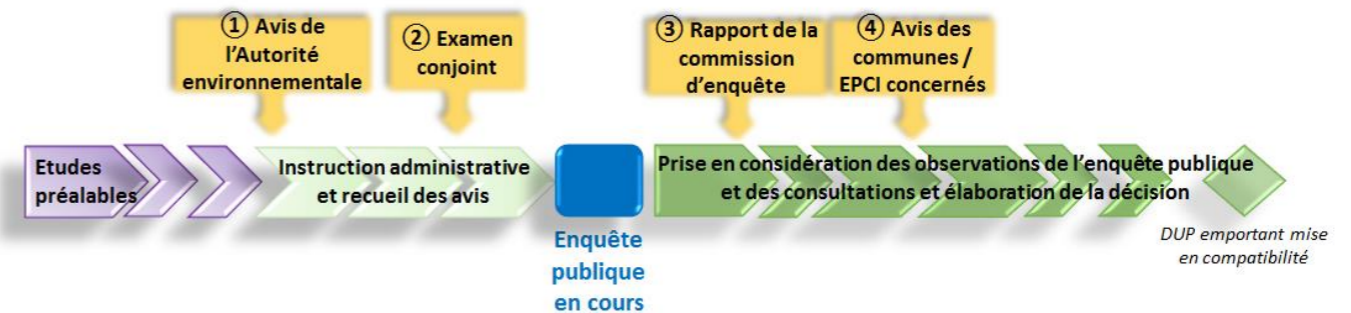 ① Avis de
l'Autorité
environnementale
② Examen
conjoint
③ Rapport de la
commission
d'enquête
④ Avis des
communes /
EPCI concernés
Etudes
préalables
Instruction administrative
et recueil des avis
Enquête
publique
en cours
Prise en considération des observations de l'enquête publique
et des consultations et élaboration de la décision
DUP emportant mise
en compatibilité